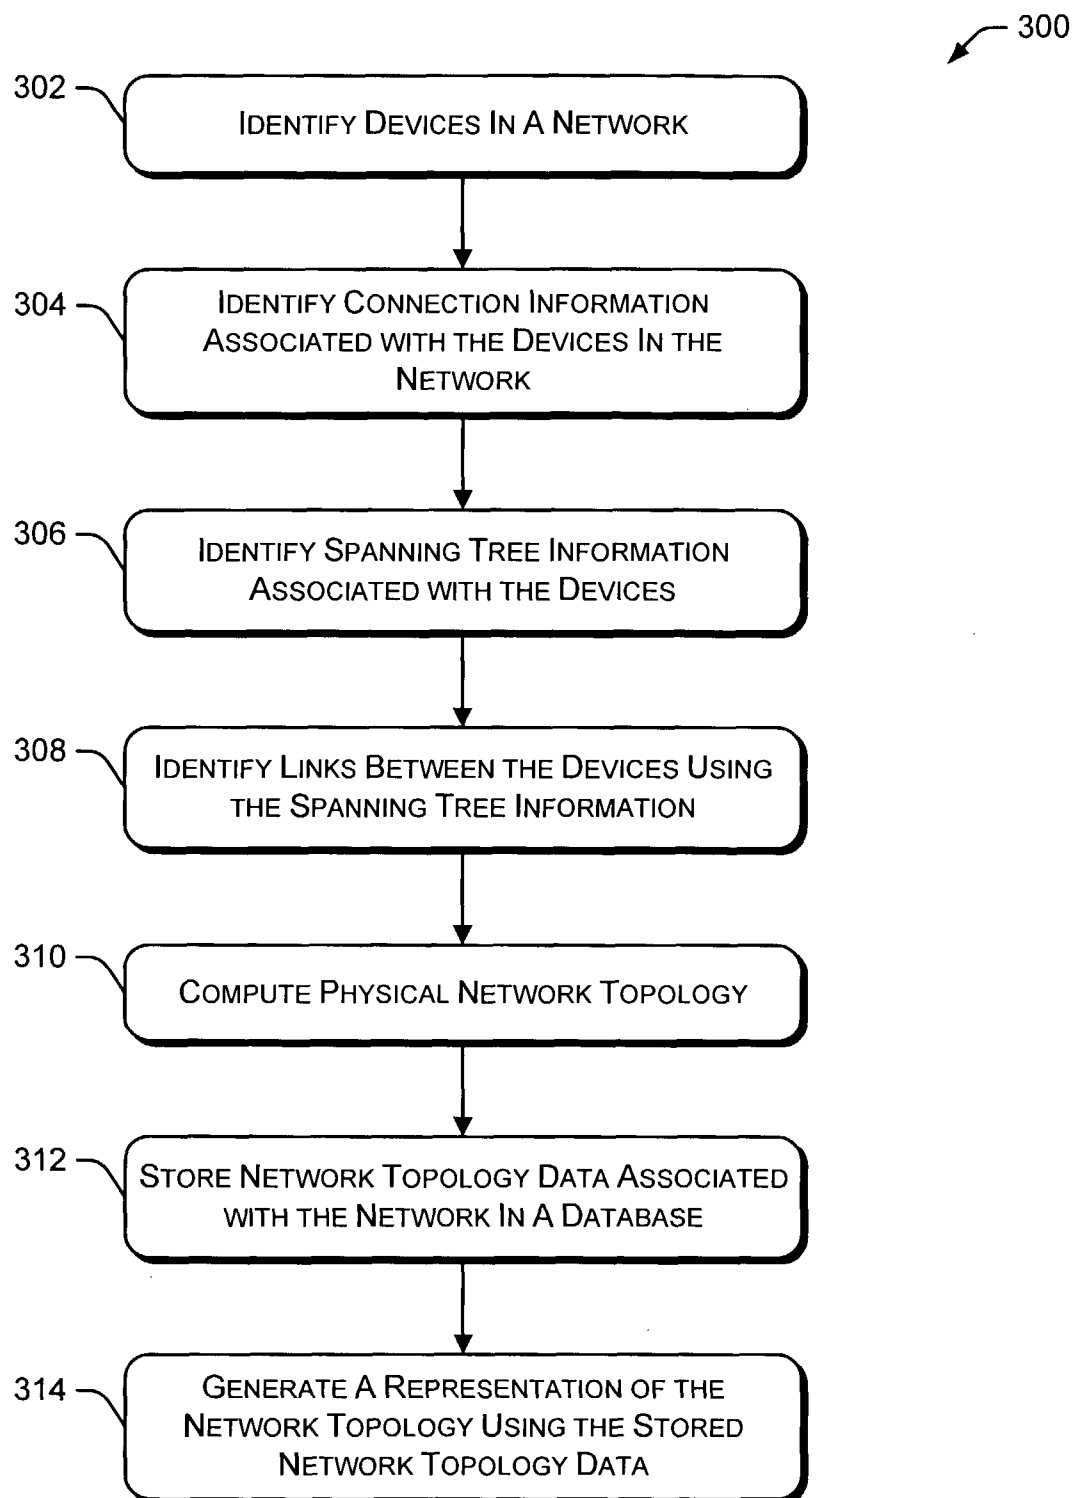 300
302
IDENTIFY DEVICES IN A NETWORK
304
IDENTIFY CONNECTION INFORMATION
ASSOCIATED WITH THE DEVICES IN THE
NETWORK
306
IDENTIFY SPANNING TREE INFORMATION
ASSOCIATED WITH THE DEVICES
308
IDENTIFY LINKS BETWEEN THE DEVICES USING
THE SPANNING TREE INFORMATION
310
COMPUTE PHYSICAL NETWORK TOPOLOGY
312
STORE NETWORK TOPOLOGY DATA ASSOCIATED
WITH THE NETWORK IN A DATABASE
314
GENERATE A REPRESENTATION OF THE
NETWORK TOPOLOGY USING THE STORED
NETWORK TOPOLOGY DATA